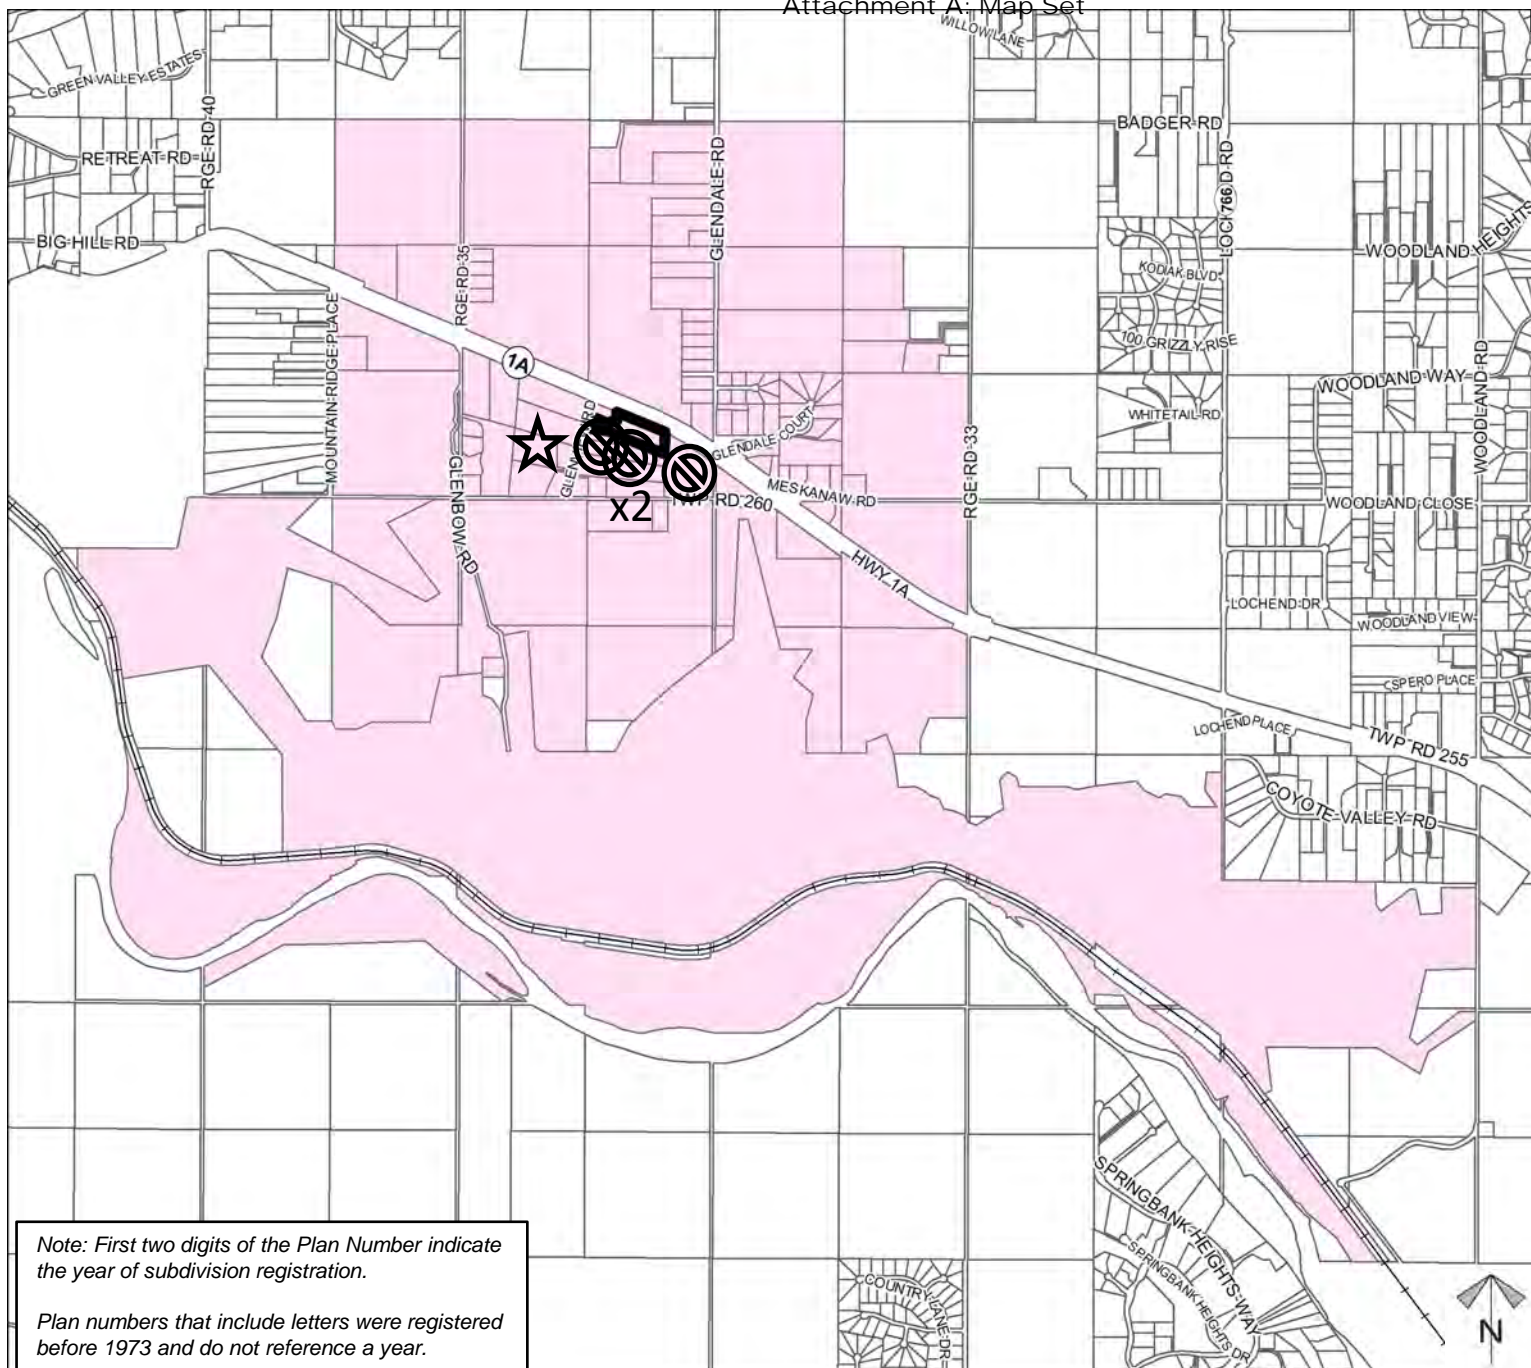 Attachment A: Map Set
WILLOW LANE
GREEN VALLEY ESTATES
RGE RD 40
BADGER RD
RETREAT RD
GLENDALE RD
766
BIG HILL RD
RGE RD 35
WOODLAND HEIGHTS
KODIAK BLVD
MOUNTAIN RIDGE PLACE
100 GRIZZLY RISE
1A
WOODLAND RD
WOODLAND WAY
WHITETAIL RD
GLENDALE COURT
RGE RD 33
GLENBOW RD
MESKANAW RD
x2
RD 260
WOODLAND CLOSE
HWY 1A
LOCHEND DR
WOODLAND VIEW
SPERO PLACE
LOCHEND PLACE
TWP RD 255
COYOTE VALLEY RD
SPRINGBANK HEIGHTS WAY
SPRINGBANK HEIGHTS DR
COUNTRY LANE DR
Note: First two digits of the Plan Number indicate
the year of subdivision registration.
Plan numbers that include letters were registered
before 1973 and do not reference a year.
N